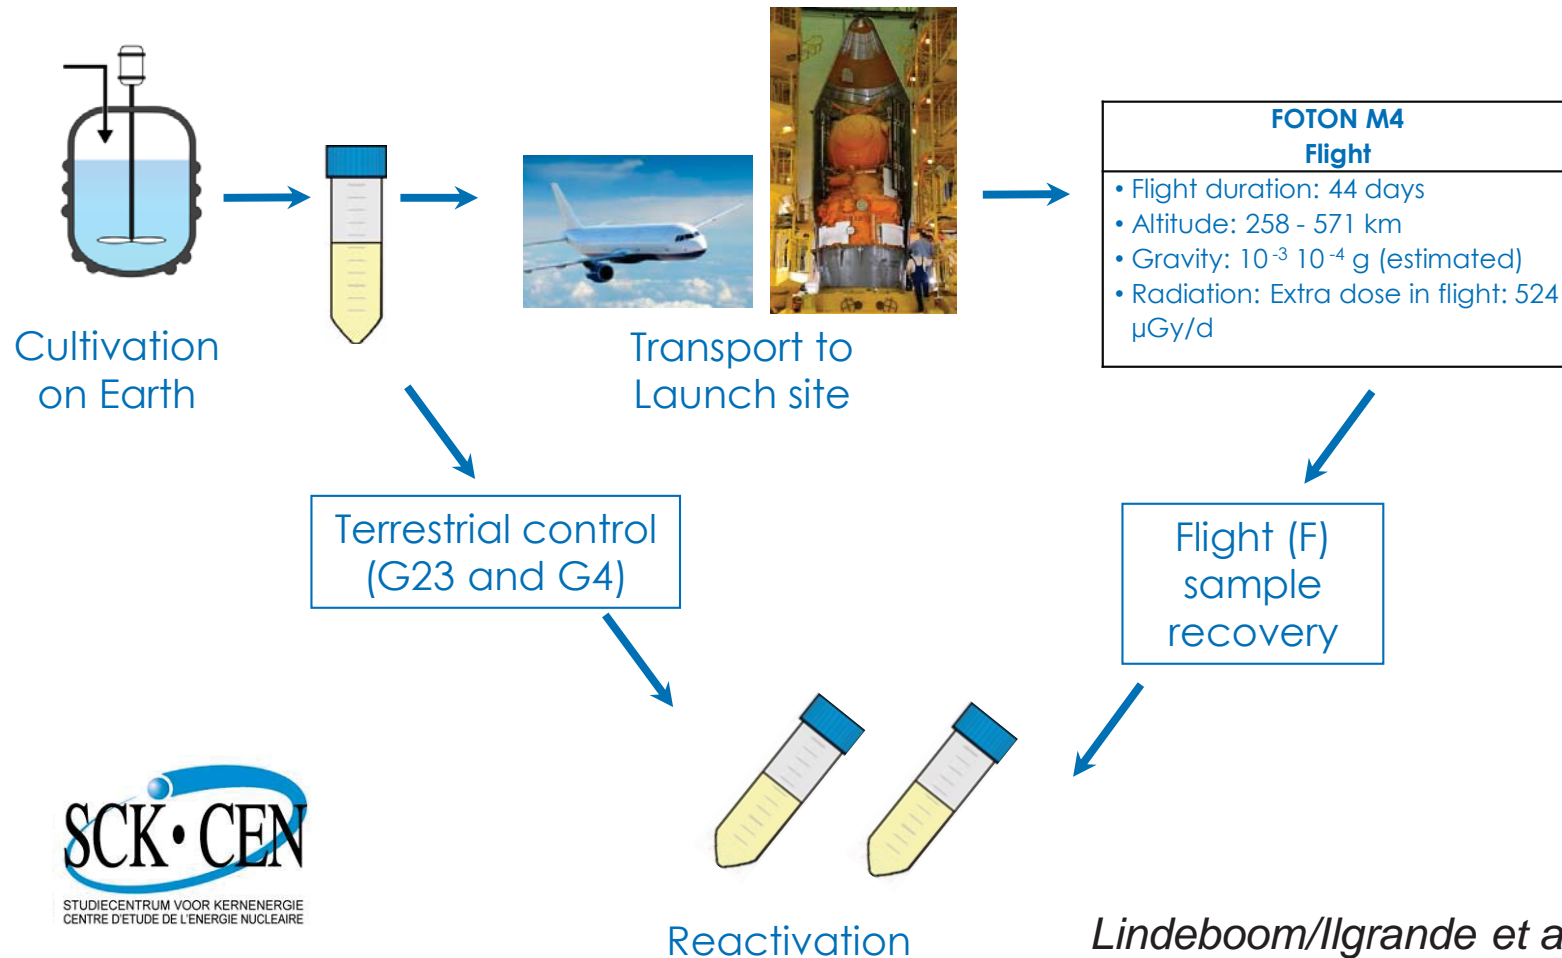 Cultivation
on Earth
Transport to
Launch site
FOTON M4
Flight
• Flight duration: 44 days
• Altitude: 258 - 571 km
• Gravity: 10⁻³ 10⁻⁴ g (estimated)
• Radiation: Extra dose in flight: 524
µGy/d
Terrestrial control
(G23 and G4)
Flight (F)
sample
recovery
SCK•CEN
STUDIECENTRUM VOOR KERNENERGIE
CENTRE D'ETUDE DE L'ENERGIE NUCLEAIRE
Reactivation
Lindeboom/Ilgrande et a